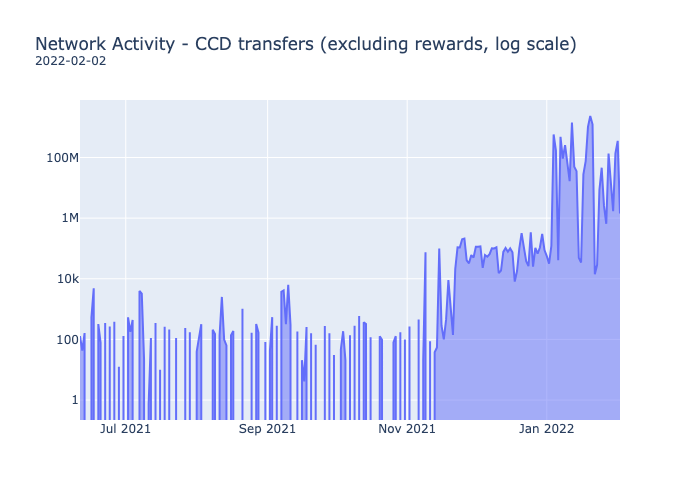 Network Activity - CCD transfers (excluding rewards, log scale)
2022-02-02
100M
1M
10k
100
1
Jul 2021
Sep 2021
Nov 2021
Jan 2022